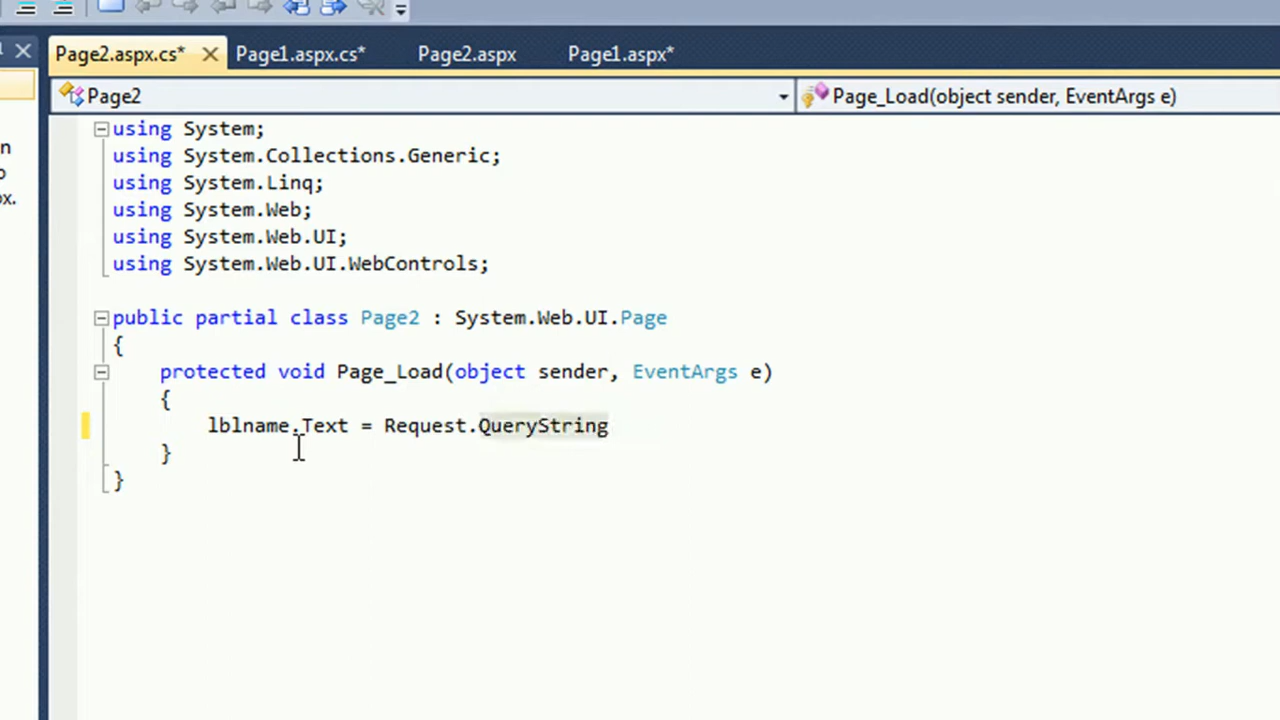 Page2.aspx.cs* Page1.aspx.cs* Page2.aspx Page1.aspx*
Page2 Page_Load(object sender, EventArgs e)
using System;
using System.Collections.Generic;
using System.Linq;
using System.Web;
using System.Web.UI;
using System.Web.UI.WebControls;
public partial class Page2 : System.Web.UI.Page
{
protected void Page_Load(object sender, EventArgs e)
{
lblname.Text = Request.QueryString
}
}